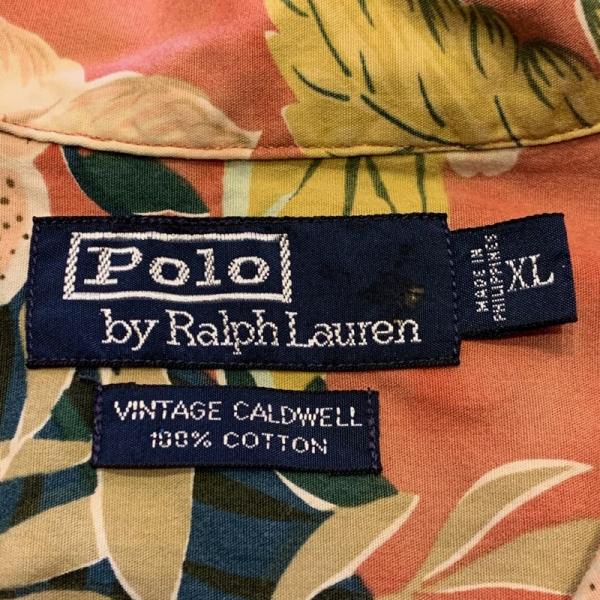 Polo
by Ralph Lauren
MADE IN
PHILIPPINES
XL
VINTAGE CALDWELL
100% COTTON